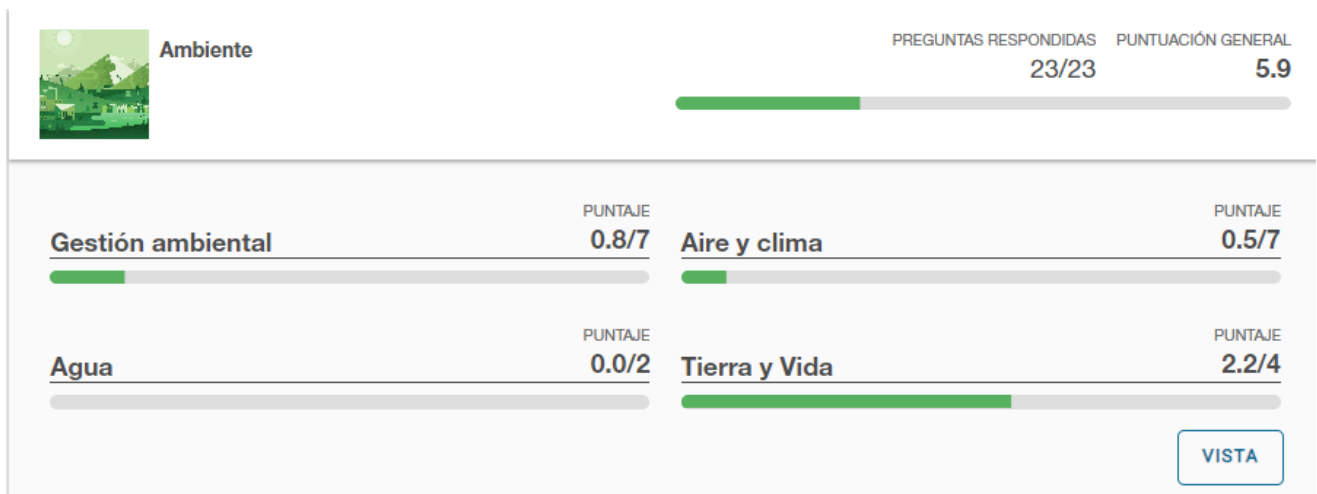 Ambiente
PREGUNTAS RESPONDIDAS
23/23
PUNTUACIÓN GENERAL
5.9
Gestión ambiental
PUNTAJE
0.8/7
Aire y clima
PUNTAJE
0.5/7
Agua
PUNTAJE
0.0/2
Tierra y Vida
PUNTAJE
2.2/4
VISTA